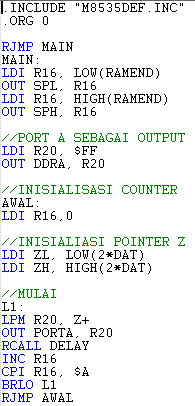 .INCLUDE "M8535DEF.INC"
.ORG 0
RJMP MAIN
MAIN:
LDI R16, LOW(RAMEND)
OUT SPL, R16
LDI R16, HIGH(RAMEND)
OUT SPH, R16
//PORT A SEBAGAI OUTPUT
LDI R20, $FF
OUT DDRA, R20
//INISIALISASI COUNTER
AWAL:
LDI R16,0
//INISIALIASI POINTER Z
LDI ZL, LOW(2*DAT)
LDI ZH, HIGH(2*DAT)
//MULAI
L1:
LPM R20, Z+
OUT PORTA, R20
RCALL DELAY
INC R16
CPI R16, $A
BRLO L1
RJMP AWAL